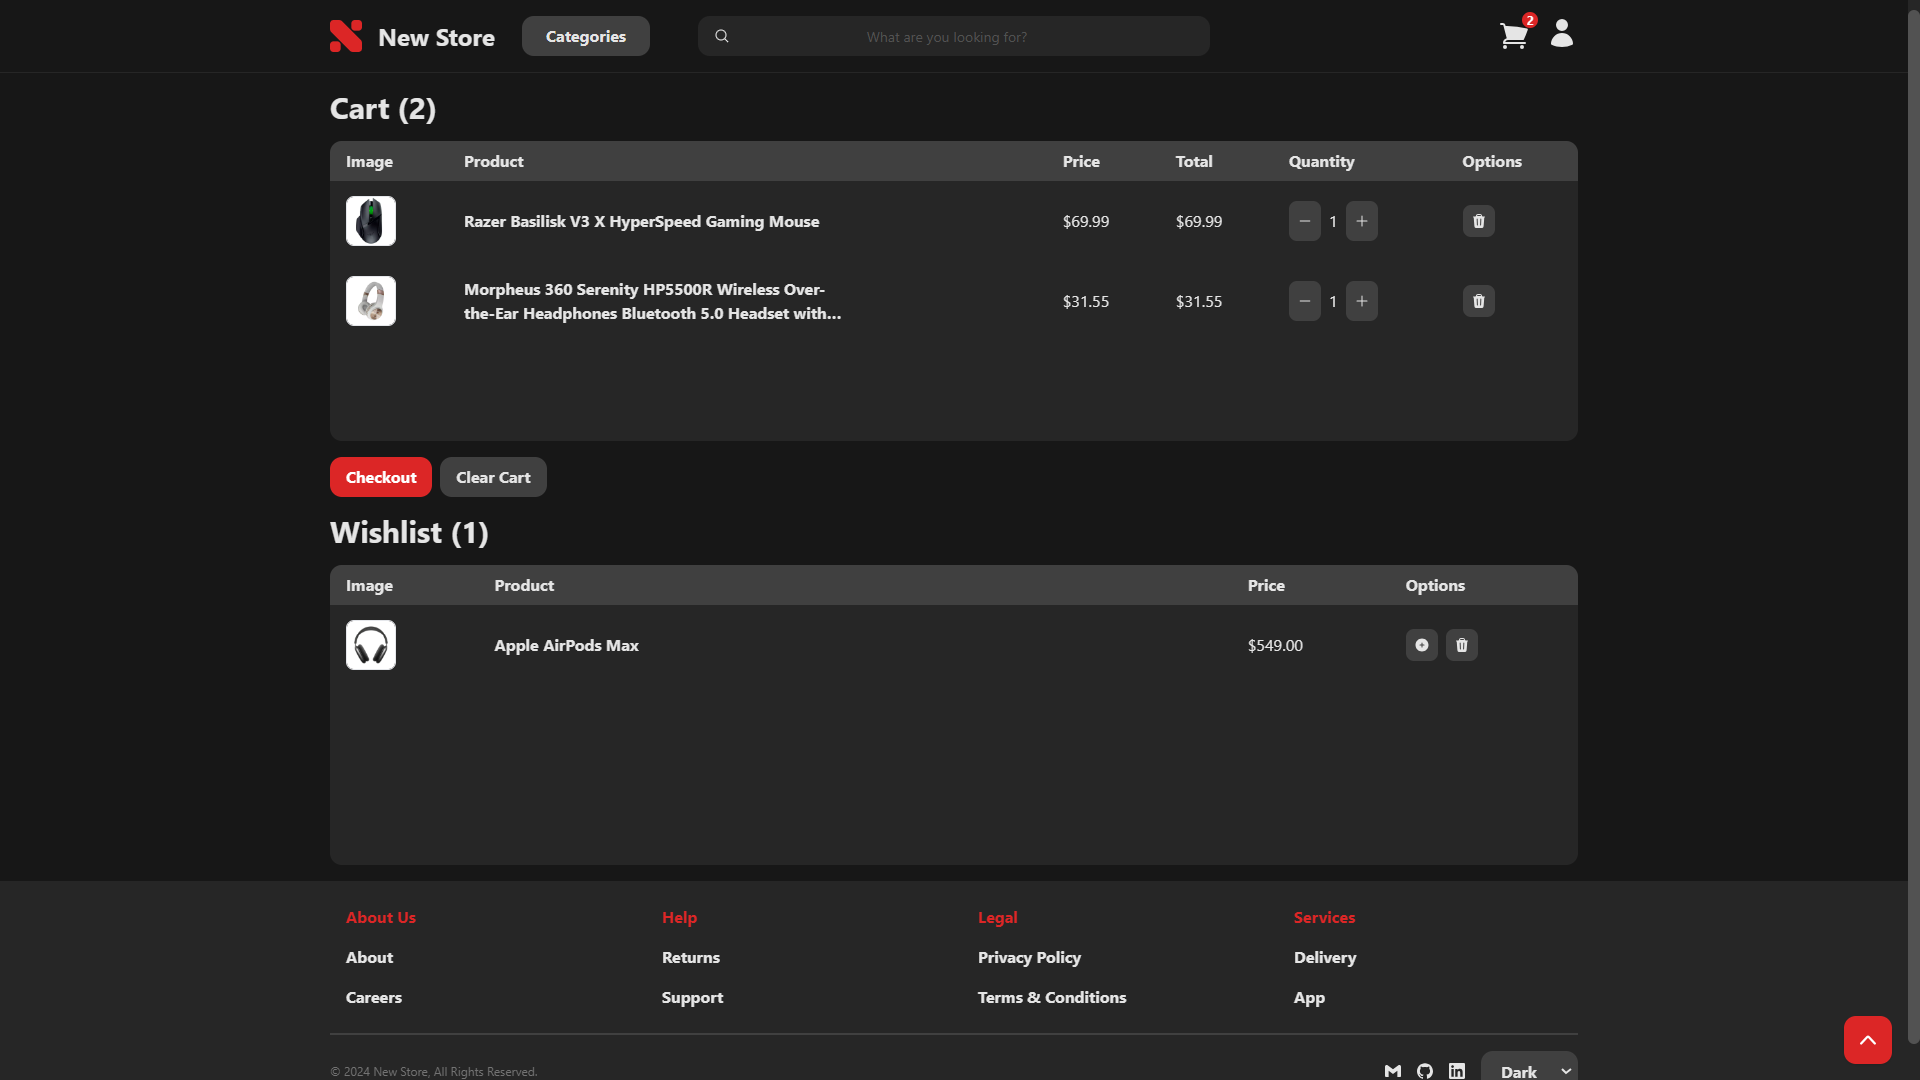 New Store
Categories
What are you looking for?
2
Cart (2)
Image Product Price Total Quantity Options
Razer Basilisk V3 X HyperSpeed Gaming Mouse $69.99 $69.99 1
Morpheus 360 Serenity HP5500R Wireless Over-
the-Ear Headphones Bluetooth 5.0 Headset with...
$31.55 $31.55 1
Checkout Clear Cart
Wishlist (1)
Image Product Price Options
Apple AirPods Max $549.00
About Us Help Legal Services
About Returns Privacy Policy Delivery
Careers Support Terms & Conditions App
© 2024 New Store, All Rights Reserved.
Dark